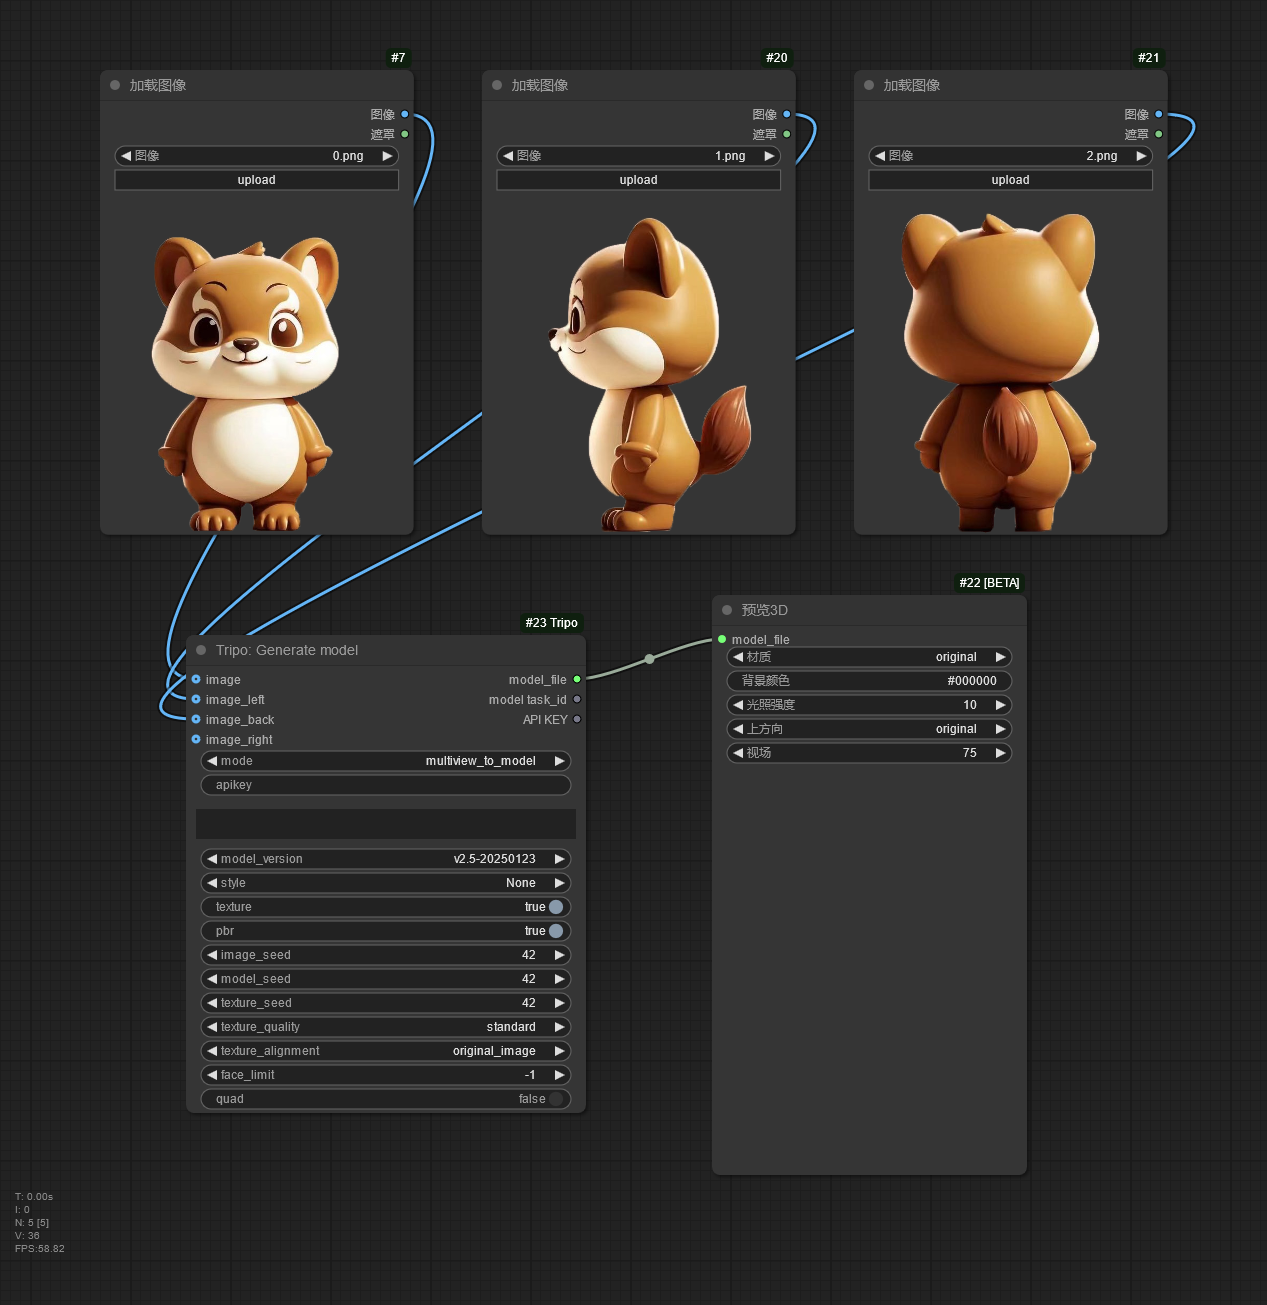 #7
加载图像
图像
遮罩
图像 0.png
upload
#20
加载图像
图像
遮罩
图像 1.png
upload
#21
加载图像
图像
遮罩
图像 2.png
upload
#23 Tripo
Tripo: Generate model
image model_file
image_left model task_id
image_back API KEY
image_right
mode multiview_to_model
apikey
model_version v2.5-20250123
style None
texture true
pbr true
image_seed 42
model_seed 42
texture_seed 42
texture_quality standard
texture_alignment original_image
face_limit -1
quad false
#22 [BETA]
预览3D
model_file
材质 original
背景颜色 #000000
光照强度 10
上方向 original
视场 75
T: 0.00s
I: 0
N: 5 [5]
V: 36
FPS:58.82